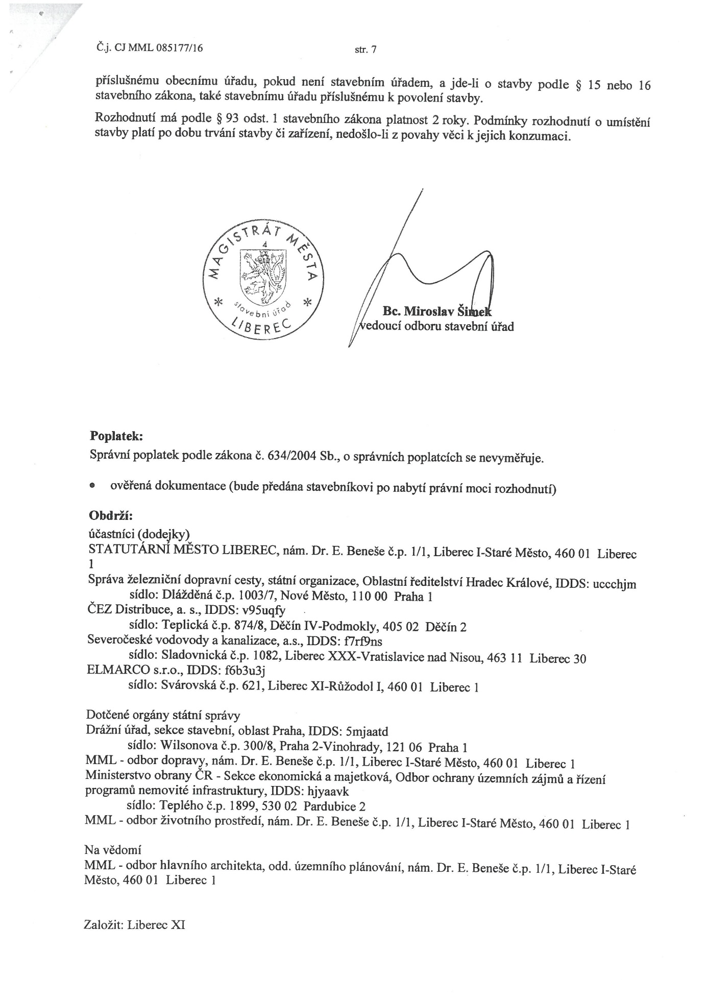 Č.j. CJ MML 085177/16 str. 7
příslušnému obecnímu úřadu, pokud není stavebním úřadem, a jde-li o stavby podle § 15 nebo 16
stavebního zákona, také stavebnímu úřadu příslušnému k povolení stavby.
Rozhodnutí má podle § 93 odst. 1 stavebního zákona platnost 2 roky. Podmínky rozhodnutí o umístění
stavby platí po dobu trvání stavby či zařízení, nedošlo-li z povahy věci k jejich konzumaci.
MAGISTRÁT MĚSTA
4
stavební úřad
* LIBEREC *
Bc. Miroslav Šimek
vedoucí odboru stavební úřad
Poplatek:
Správní poplatek podle zákona č. 634/2004 Sb., o správních poplatcích se nevyměřuje.
• ověřená dokumentace (bude předána stavebníkovi po nabytí právní moci rozhodnutí)
Obdrží:
účastníci (dodejky)
STATUTÁRNÍ MĚSTO LIBEREC, nám. Dr. E. Beneše č.p. 1/1, Liberec I-Staré Město, 460 01 Liberec
1
Správa železniční dopravní cesty, státní organizace, Oblastní ředitelství Hradec Králové, IDDS: uccchjm
sídlo: Dlážděná č.p. 1003/7, Nové Město, 110 00 Praha 1
ČEZ Distribuce, a. s., IDDS: v95uqfy
sídlo: Teplická č.p. 874/8, Děčín IV-Podmokly, 405 02 Děčín 2
Severočeské vodovody a kanalizace, a.s., IDDS: f7rf9ns
sídlo: Sladovnická č.p. 1082, Liberec XXX-Vratislavice nad Nisou, 463 11 Liberec 30
ELMARCO s.r.o., IDDS: f6b3u3j
sídlo: Svárovská č.p. 621, Liberec XI-Růžodol I, 460 01 Liberec 1
Dotčené orgány státní správy
Drážní úřad, sekce stavební, oblast Praha, IDDS: 5mjaatd
sídlo: Wilsonova č.p. 300/8, Praha 2-Vinohrady, 121 06 Praha 1
MML - odbor dopravy, nám. Dr. E. Beneše č.p. 1/1, Liberec I-Staré Město, 460 01 Liberec 1
Ministerstvo obrany ČR - Sekce ekonomická a majetková, Odbor ochrany územních zájmů a řízení
programů nemovité infrastruktury, IDDS: hjyaavk
sídlo: Teplého č.p. 1899, 530 02 Pardubice 2
MML - odbor životního prostředí, nám. Dr. E. Beneše č.p. 1/1, Liberec I-Staré Město, 460 01 Liberec 1
Na vědomí
MML - odbor hlavního architekta, odd. územního plánování, nám. Dr. E. Beneše č.p. 1/1, Liberec I-Staré
Město, 460 01 Liberec 1
Založit: Liberec XI